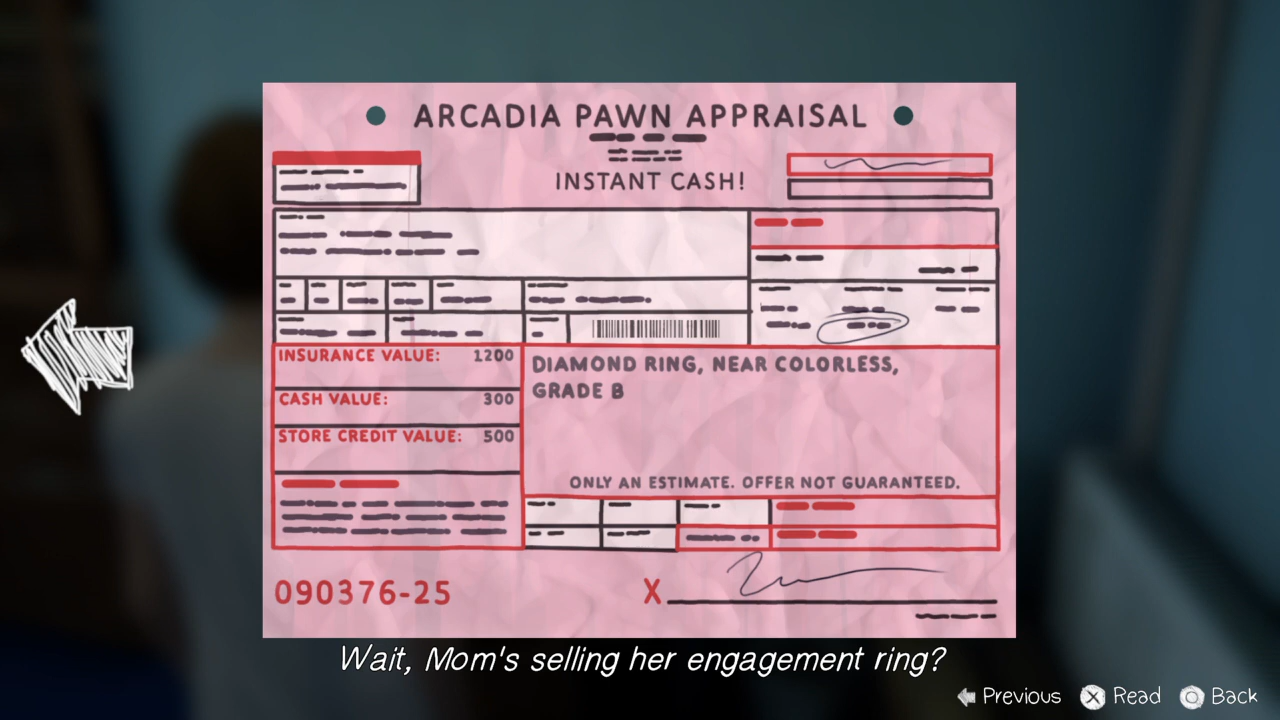 ARCADIA PAWN APPRAISAL
INSTANT CASH!
INSURANCE VALUE: 1200
CASH VALUE: 300
STORE CREDIT VALUE: 500
DIAMOND RING, NEAR COLORLESS,
GRADE B
ONLY AN ESTIMATE. OFFER NOT GUARANTEED.
090376-25
X
Wait, Mom's selling her engagement ring?
Previous Read Back